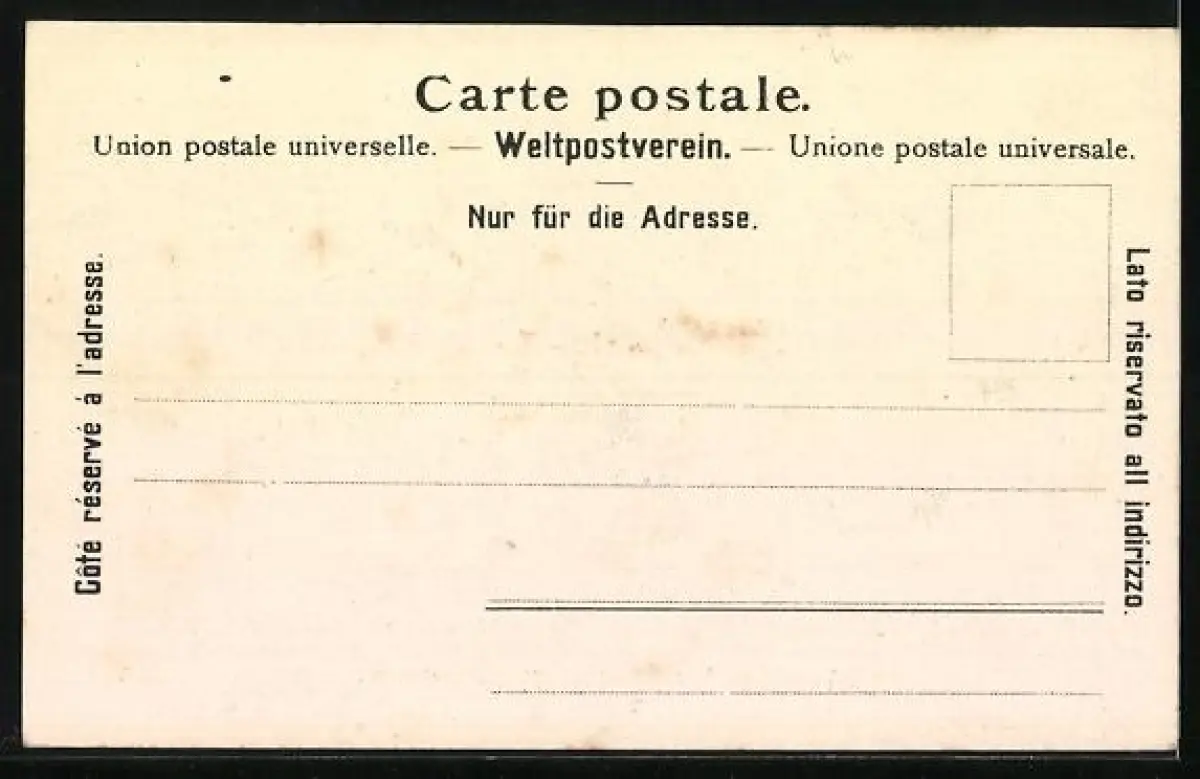 Carte postale.
Union postale universelle. — Weltpostverein. — Unione postale universale.
Nur für die Adresse.
Côté réservé á l'adresse.
Lato riservato all indirizzo.